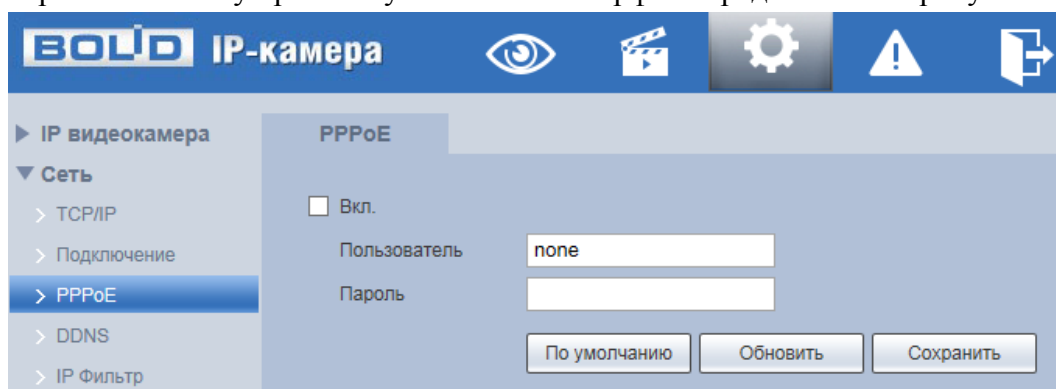 BOLID IP-камера
IP видеокамера
Сеть
TCP/IP
Подключение
PPPoE
DDNS
IP Фильтр
PPPoE
Вкл.
Пользователь none
Пароль
По умолчанию Обновить Сохранить